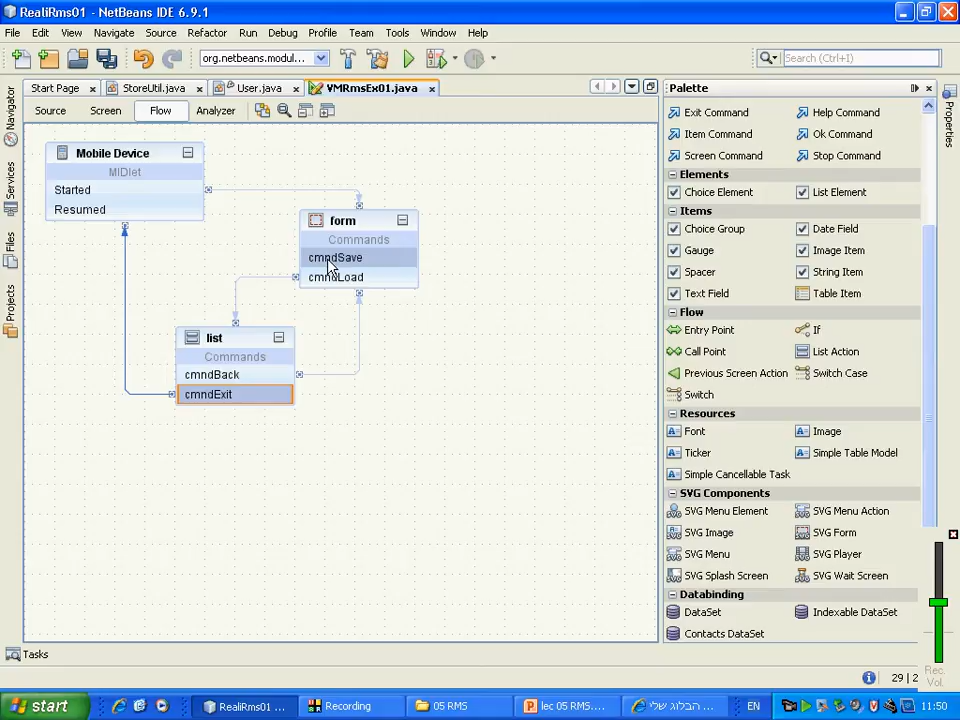 RealiRms01 - NetBeans IDE 6.9.1
File Edit View Navigate Source Refactor Run Debug Profile Team Tools Window Help
org.netbeans.modul...
Search (Ctrl+I)
Start Page
StoreUtil.java
User.java
VMRmsEx01.java
Source
Screen
Flow
Analyzer
Navigator
Services
Files
Projects
Mobile Device
MIDlet
Started
Resumed
form
Commands
cmndSave
cmndLoad
list
Commands
cmndBack
cmndExit
Palette
Properties
Exit Command
Help Command
Item Command
Ok Command
Screen Command
Stop Command
Elements
Choice Element
List Element
Items
Choice Group
Date Field
Gauge
Image Item
Spacer
String Item
Text Field
Table Item
Flow
Entry Point
If
Call Point
List Action
Previous Screen Action
Switch Case
Switch
Resources
Font
Image
Ticker
Simple Table Model
Simple Cancellable Task
SVG Components
SVG Menu Element
SVG Menu Action
SVG Image
SVG Form
SVG Menu
SVG Player
SVG Splash Screen
SVG Wait Screen
Databinding
DataSet
Indexable DataSet
Contacts DataSet
Tasks
29 | 2
Rec.
Vol.
start
RealiRms01 ...
Recording
05 RMS
lec 05 RMS....
הבלוג שלי ...
EN
11:50